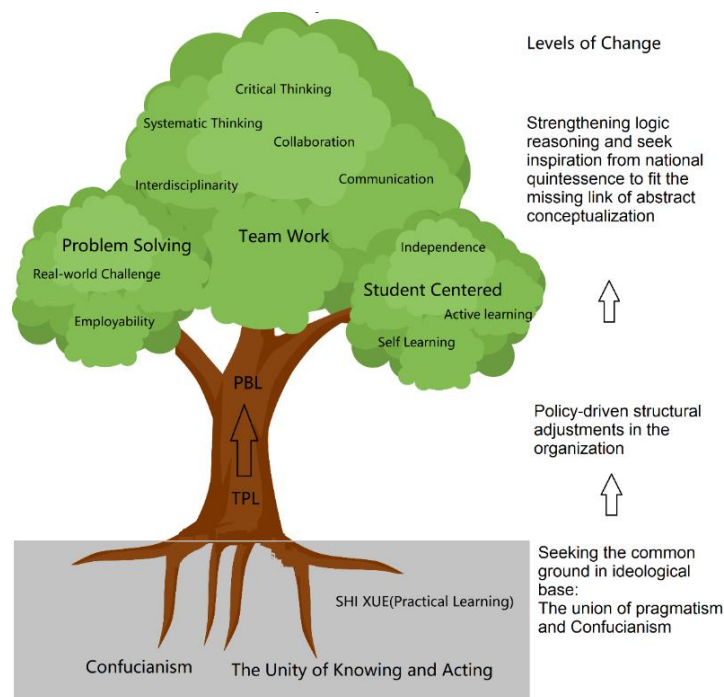 Levels of Change
Critical Thinking
Systematic Thinking
Collaboration
Interdisciplinarity
Communication
Strengthening logic
reasoning and seek
inspiration from national
quintessence to fit the
missing link of abstract
conceptualization
Problem Solving
Team Work
Independence
Real-world Challenge
Student Centered
Employability
Active learning
Self Learning
PBL
TPL
Policy-driven structural
adjustments in the
organization
SHI XUE(Practical Learning)
Confucianism
The Unity of Knowing and Acting
Seeking the common
ground in ideological
base:
The union of pragmatism
and Confucianism